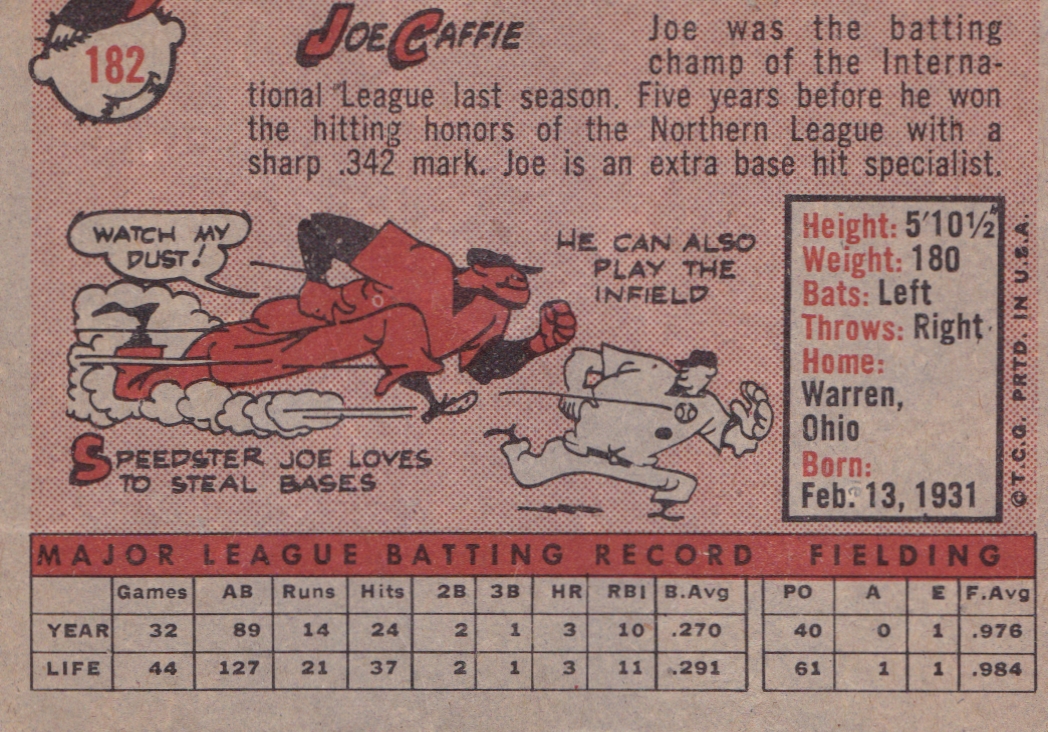 182
JOE CAFFIE
Joe was the batting
champ of the Interna-
tional League last season. Five years before he won
the hitting honors of the Northern League with a
sharp .342 mark. Joe is an extra base hit specialist.
WATCH MY
DUST!
HE CAN ALSO
PLAY THE
INFIELD
SPEEDSTER JOE LOVES
TO STEAL BASES
Height: 5'10½"
Weight: 180
Bats: Left
Throws: Right
Home:
Warren,
Ohio
Born:
Feb. 13, 1931
© T.C.G. PRTD. IN U.S.A.
MAJOR LEAGUE BATTING RECORD FIELDING
Games AB Runs Hits 2B 3B HR RBI B.Avg PO A E F.Avg
YEAR 32 89 14 24 2 1 3 10 .270 40 0 1 .976
LIFE 44 127 21 37 2 1 3 11 .291 61 1 1 .984